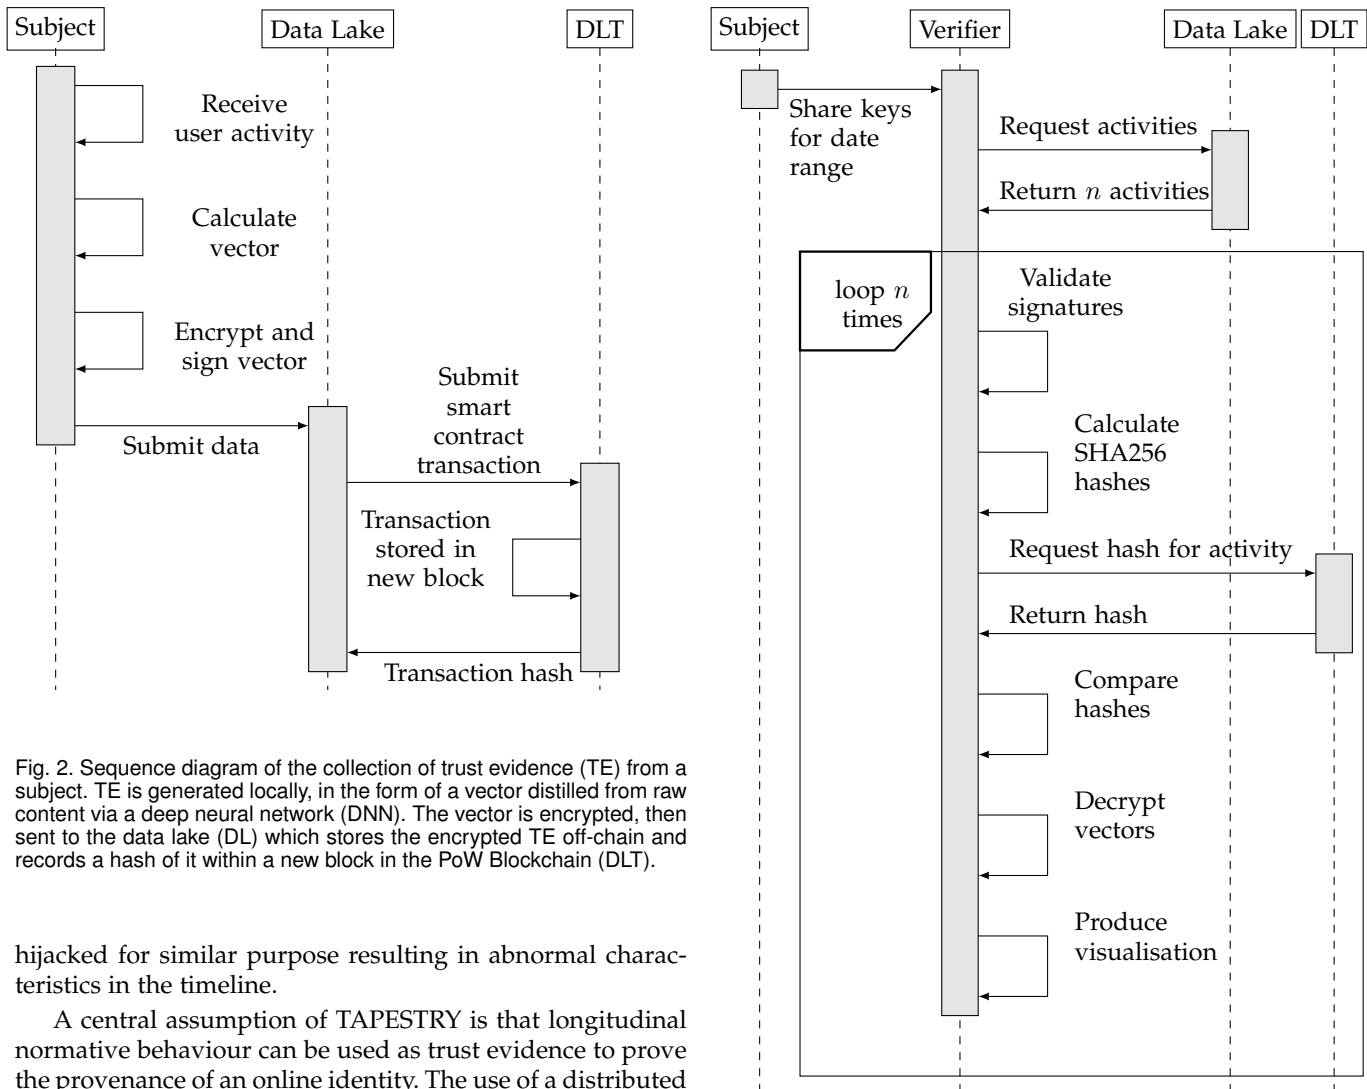 Subject
Data Lake
DLT
Receive
user activity
Calculate
vector
Encrypt and
sign vector
Submit data
Submit
smart
contract
transaction
Transaction
stored in
new block
Transaction hash
Fig. 2. Sequence diagram of the collection of trust evidence (TE) from a
subject. TE is generated locally, in the form of a vector distilled from raw
content via a deep neural network (DNN). The vector is encrypted, then
sent to the data lake (DL) which stores the encrypted TE off-chain and
records a hash of it within a new block in the PoW Blockchain (DLT).
hijacked for similar purpose resulting in abnormal charac-
teristics in the timeline.
A central assumption of TAPESTRY is that longitudinal
normative behaviour can be used as trust evidence to prove
the provenance of an online identity. The use of a distributed
Subject
Verifier
Data Lake
DLT
Share keys
for date
range
Request activities
Return n activities
loop n
times
Validate
signatures
Calculate
SHA256
hashes
Request hash for activity
Return hash
Compare
hashes
Decrypt
vectors
Produce
visualisation